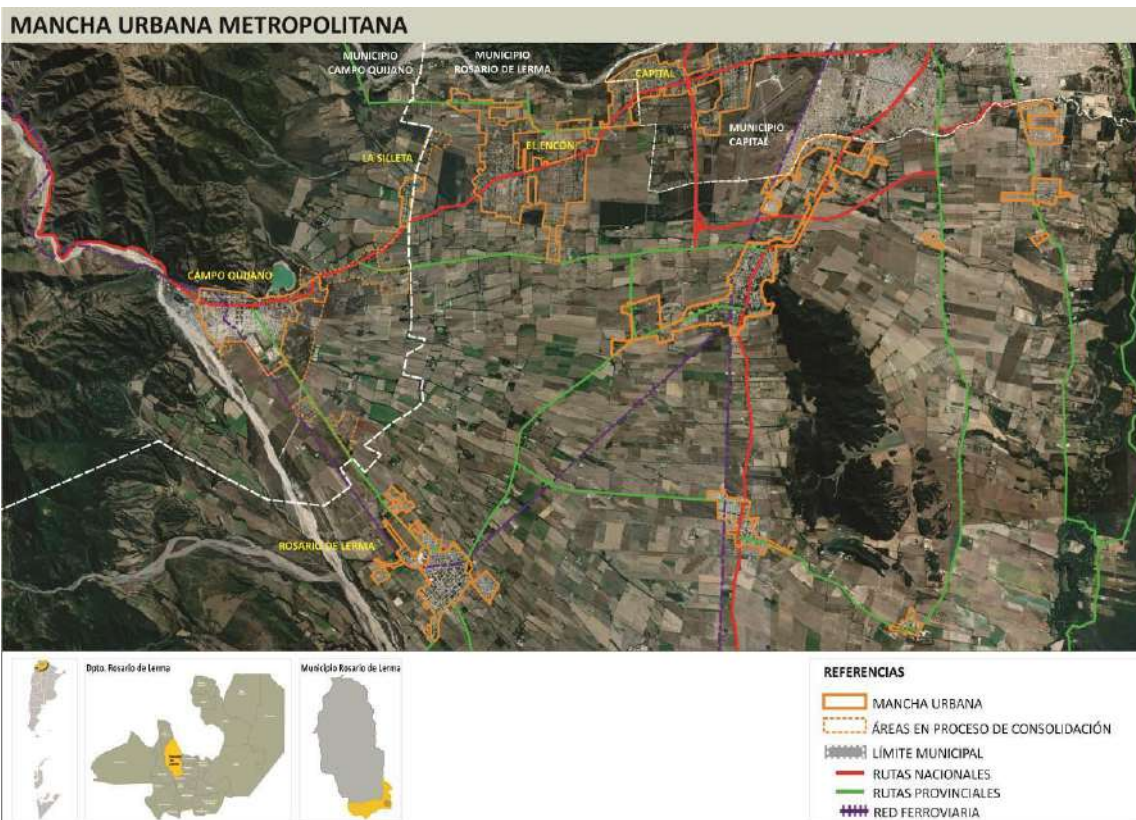 MANCHA URBANA METROPOLITANA
MUNICIPIO
CAMPO QUIJANO
MUNICIPIO
ROSARIO DE LERMA
CAPITAL
MUNICIPIO
CAPITAL
EL ENCÓN
LA SILLETA
CAMPO QUIJANO
ROSARIO DE LERMA
Dpto. Rosario de Lerma
Municipio Rosario de Lerma
REFERENCIAS
MANCHA URBANA
ÁREAS EN PROCESO DE CONSOLIDACIÓN
LÍMITE MUNICIPAL
RUTAS NACIONALES
RUTAS PROVINCIALES
RED FERROVIARIA